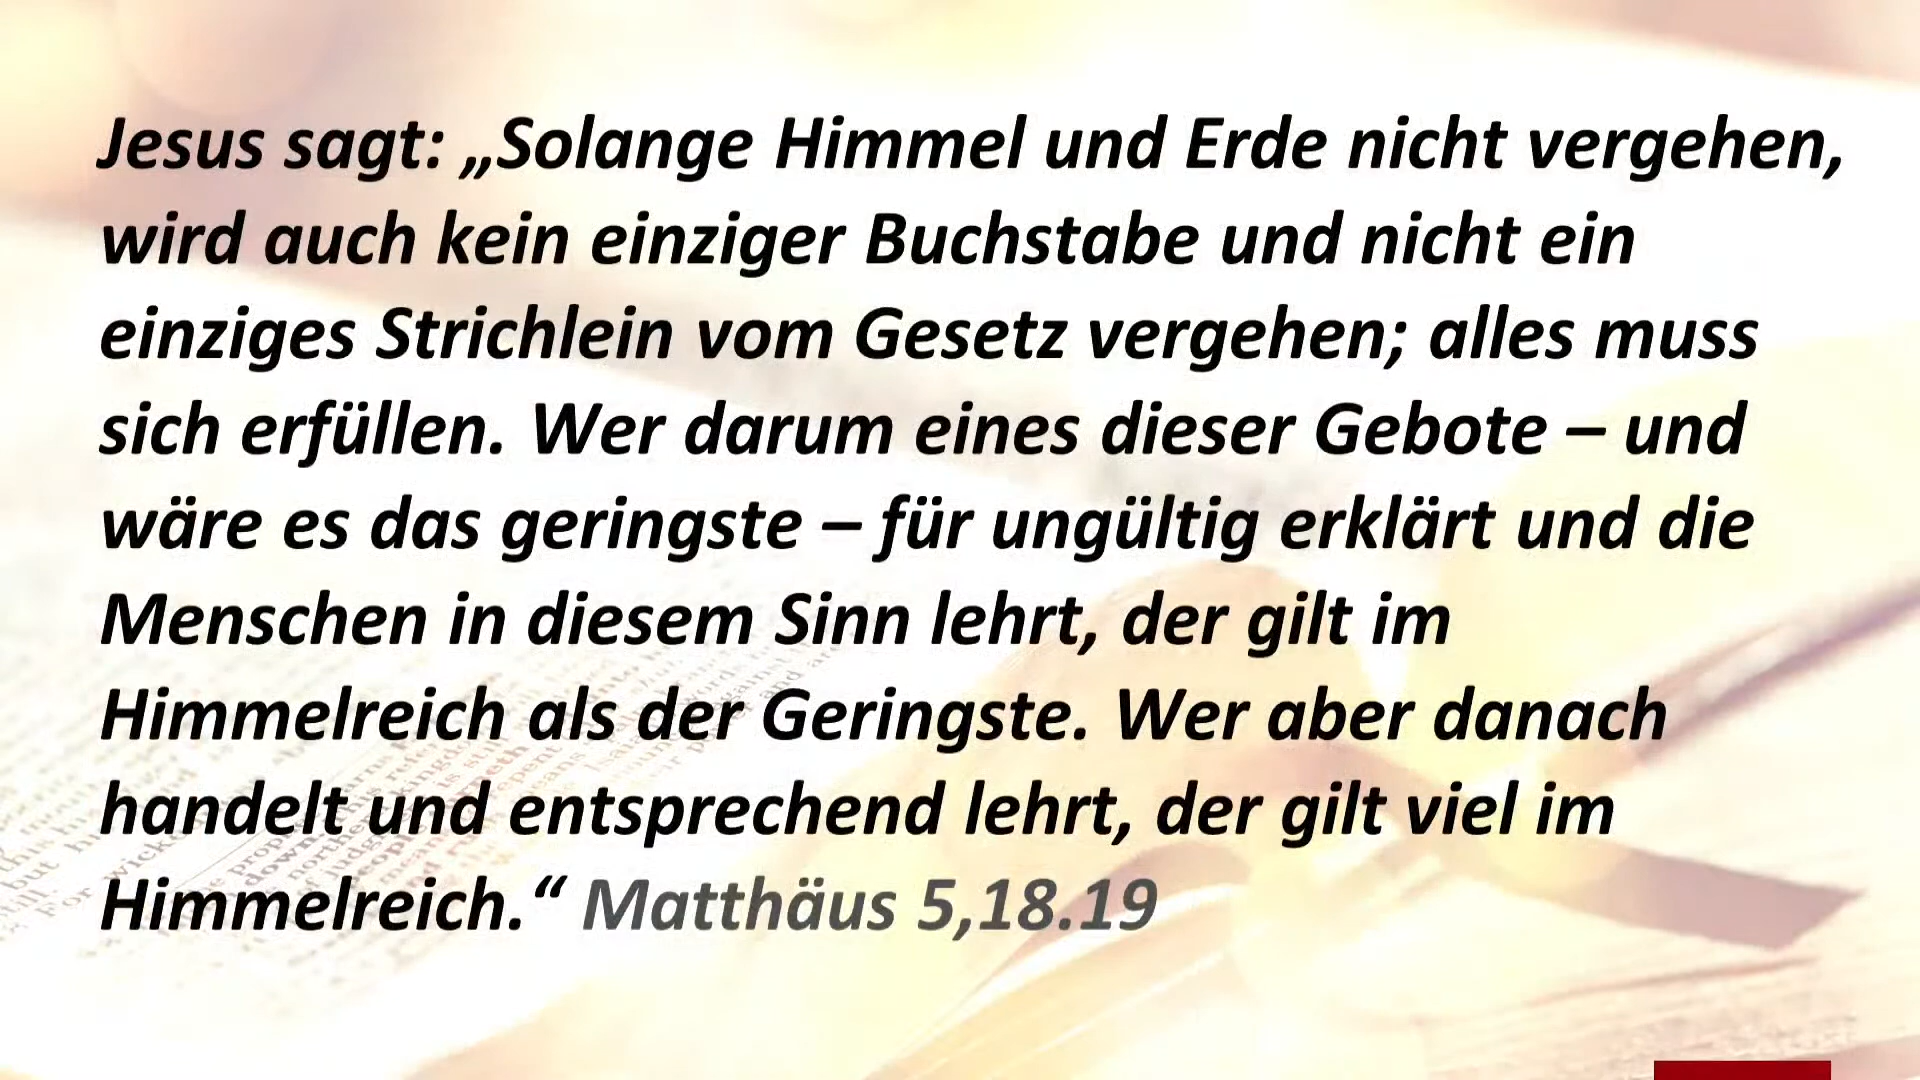 Jesus sagt: „Solange Himmel und Erde nicht vergehen,
wird auch kein einziger Buchstabe und nicht ein
einziges Strichlein vom Gesetz vergehen; alles muss
sich erfüllen. Wer darum eines dieser Gebote – und
wäre es das geringste – für ungültig erklärt und die
Menschen in diesem Sinn lehrt, der gilt im
Himmelreich als der Geringste. Wer aber danach
handelt und entsprechend lehrt, der gilt viel im
Himmelreich.“ Matthäus 5,18.19